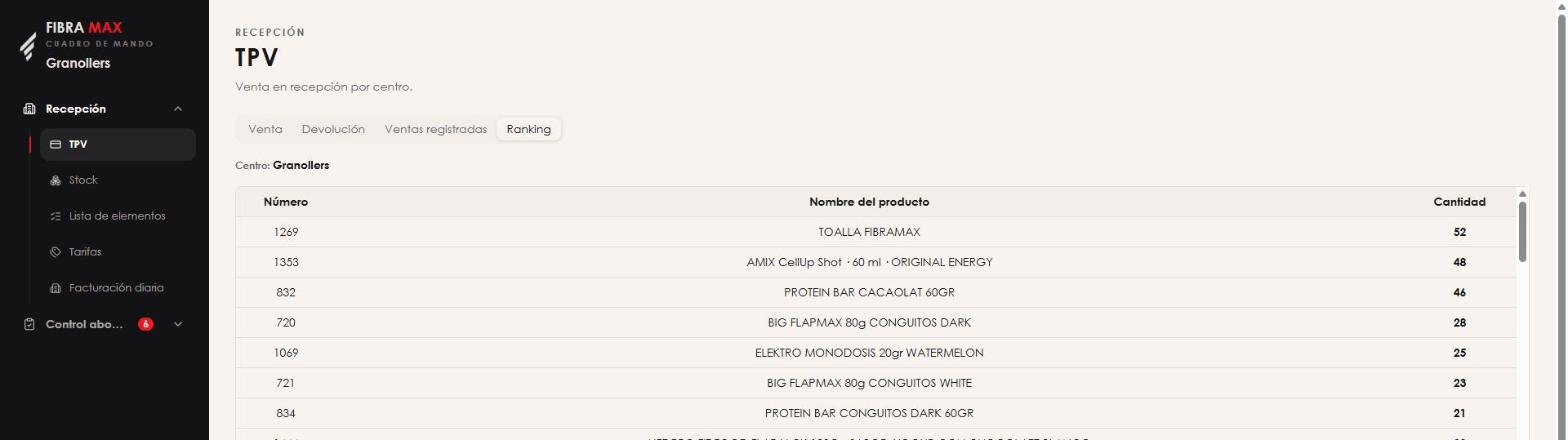 FIBRA MAX
CUADRO DE MANDO
Granollers
Recepción
TPV
Stock
Lista de elementos
Tarifas
Facturación diaria
Control abo... 6
RECEPCIÓN
TPV
Venta en recepción por centro.
Venta Devolución Ventas registradas Ranking
Centro: Granollers
Número Nombre del producto Cantidad
1269 TOALLA FIBRAMAX 52
1353 AMIX CellUp Shot · 60 ml · ORIGINAL ENERGY 48
832 PROTEIN BAR CACAOLAT 60GR 46
720 BIG FLAPMAX 80g CONGUITOS DARK 28
1069 ELEKTRO MONODOSIS 20gr WATERMELON 25
721 BIG FLAPMAX 80g CONGUITOS WHITE 23
834 PROTEIN BAR CONGUITOS DARK 60GR 21